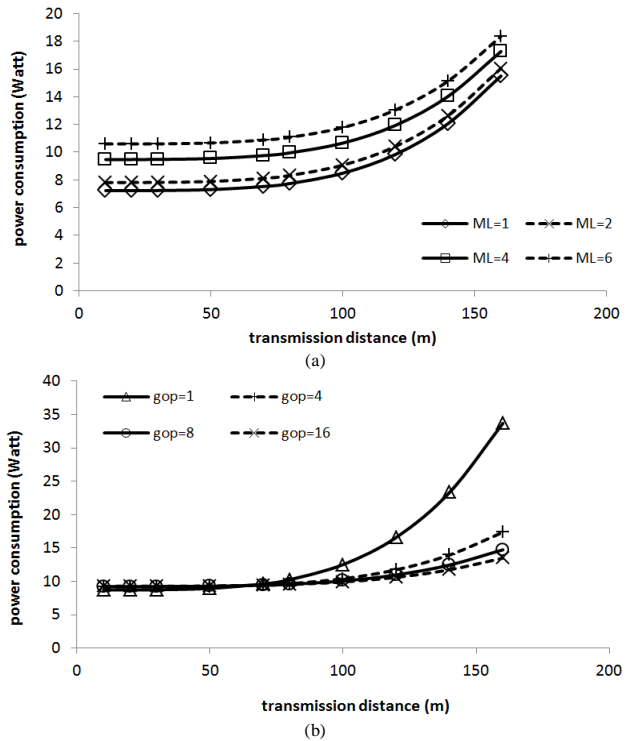 20
18
16
14
12
10
8
6
4
2
0
power consumption (Watt)
ML=1 ML=2
ML=4 ML=6
0 50 100 150 200
transmission distance (m)
(a)
40
35
30
25
20
15
10
5
0
power consumption (Watt)
gop=1 gop=4
gop=8 gop=16
0 50 100 150 200
transmission distance (m)
(b)